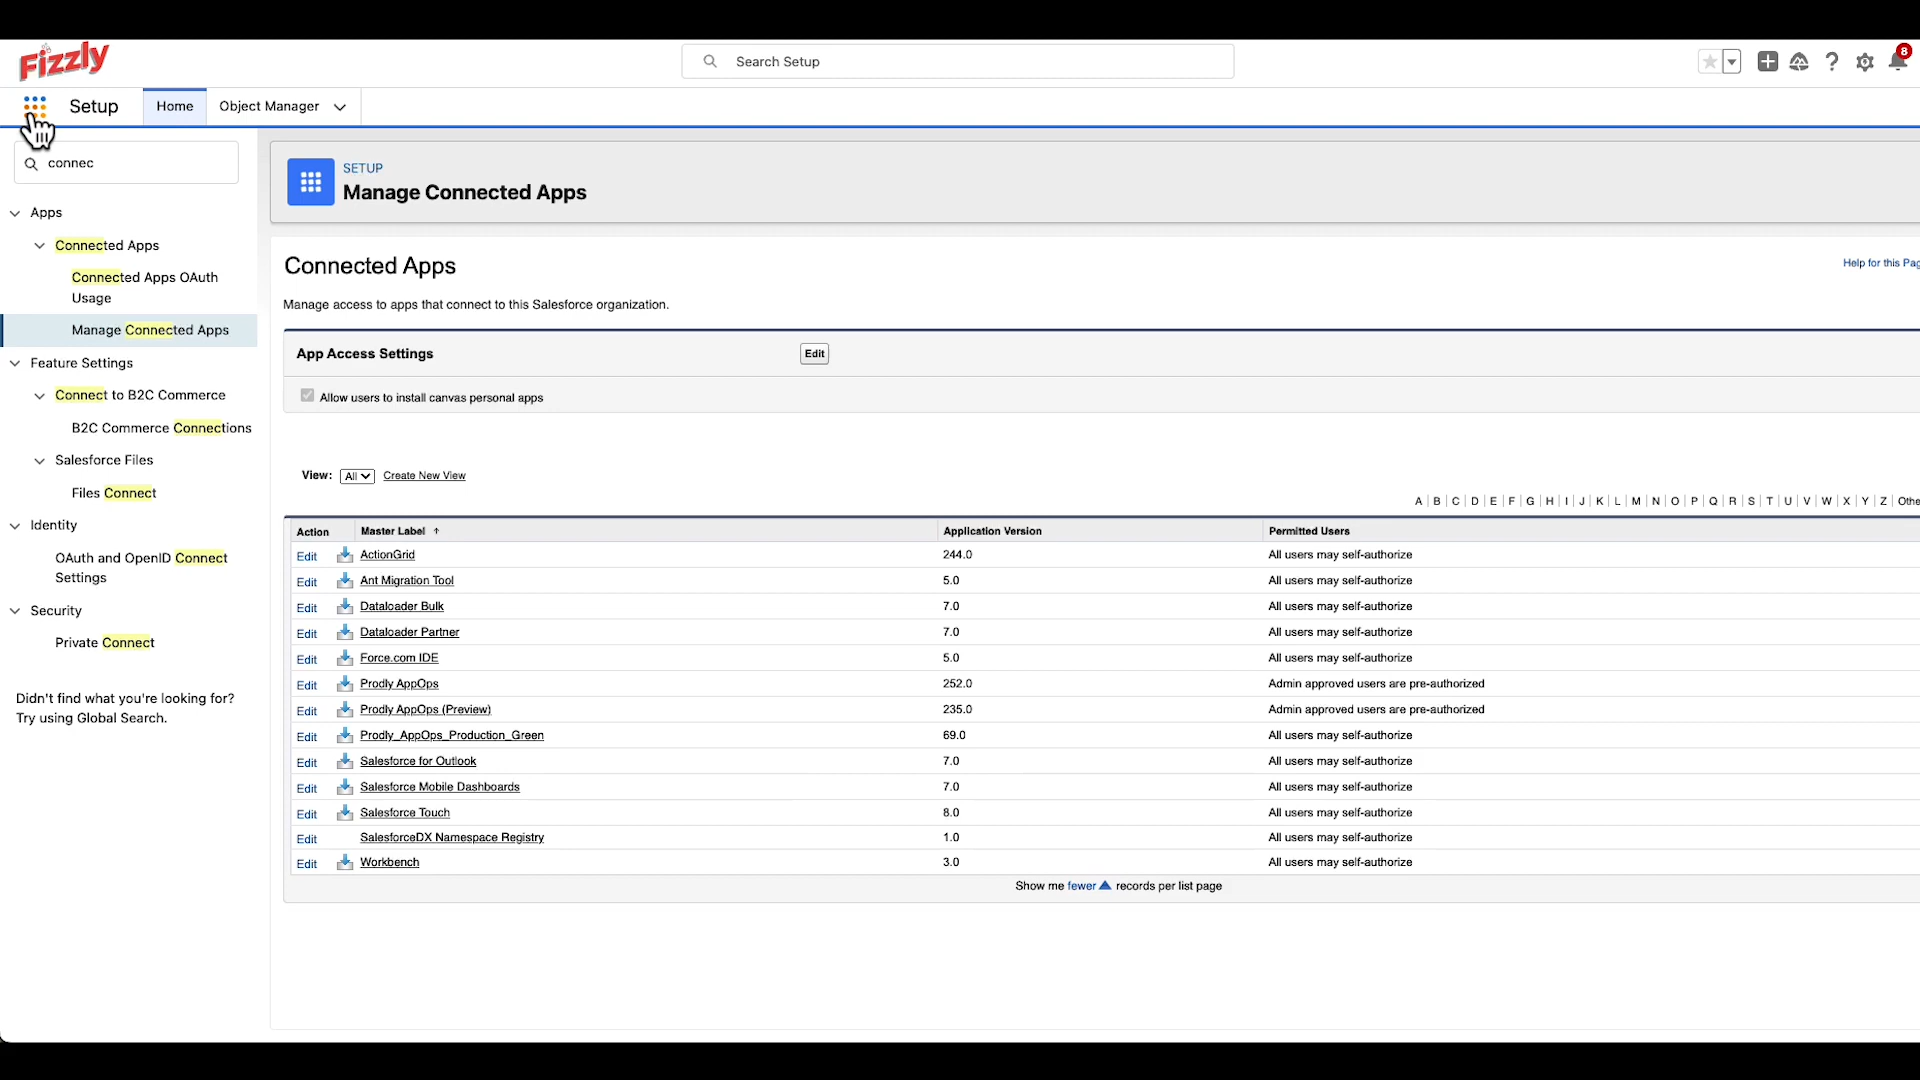 Fizzly
Search Setup
8
Setup
Home
Object Manager
connec
Apps
Connected Apps
Connected Apps OAuth
Usage
Manage Connected Apps
Feature Settings
Connect to B2C Commerce
B2C Commerce Connections
Salesforce Files
Files Connect
Identity
OAuth and OpenID Connect
Settings
Security
Private Connect
Didn't find what you're looking for?
Try using Global Search.
SETUP
Manage Connected Apps
Connected Apps
Help for this Pag
Manage access to apps that connect to this Salesforce organization.
App Access Settings
Edit
Allow users to install canvas personal apps
View: All Create New View
A | B | C | D | E | F | G | H | I | J | K | L | M | N | O | P | Q | R | S | T | U | V | W | X | Y | Z | Othe
Action Master Label ↑ Application Version Permitted Users
Edit ActionGrid 244.0 All users may self-authorize
Edit Ant Migration Tool 5.0 All users may self-authorize
Edit Dataloader Bulk 7.0 All users may self-authorize
Edit Dataloader Partner 7.0 All users may self-authorize
Edit Force.com IDE 5.0 All users may self-authorize
Edit Prodly AppOps 252.0 Admin approved users are pre-authorized
Edit Prodly AppOps (Preview) 235.0 Admin approved users are pre-authorized
Edit Prodly_AppOps_Production_Green 69.0 All users may self-authorize
Edit Salesforce for Outlook 7.0 All users may self-authorize
Edit Salesforce Mobile Dashboards 7.0 All users may self-authorize
Edit Salesforce Touch 8.0 All users may self-authorize
Edit SalesforceDX Namespace Registry 1.0 All users may self-authorize
Edit Workbench 3.0 All users may self-authorize
Show me fewer records per list page